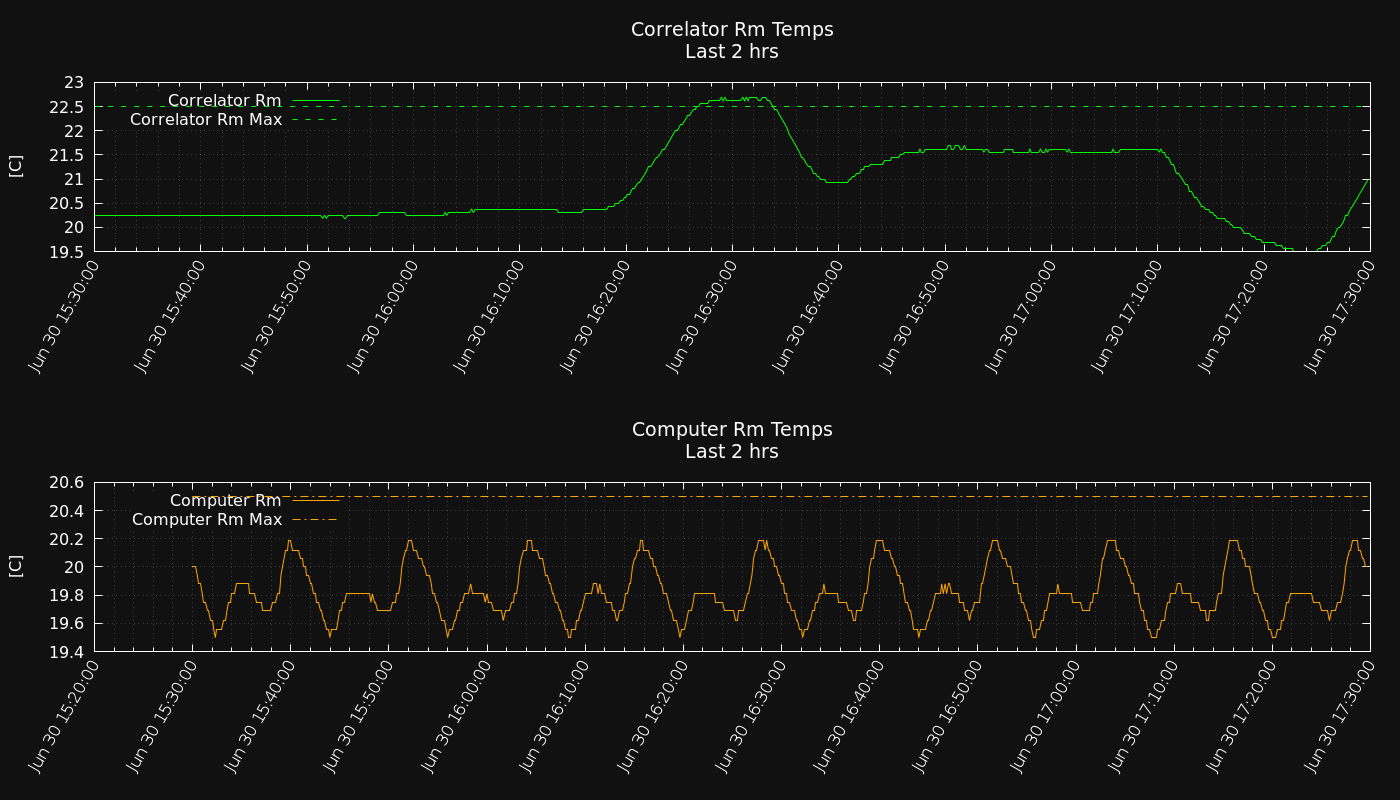 Correlator Rm Temps
Last 2 hrs
[C]
23
22.5
22
21.5
21
20.5
20
19.5
Correlator Rm
Correlator Rm Max
Jun 30 15:30:00
Jun 30 15:40:00
Jun 30 15:50:00
Jun 30 16:00:00
Jun 30 16:10:00
Jun 30 16:20:00
Jun 30 16:30:00
Jun 30 16:40:00
Jun 30 16:50:00
Jun 30 17:00:00
Jun 30 17:10:00
Jun 30 17:20:00
Jun 30 17:30:00
Computer Rm Temps
Last 2 hrs
[C]
20.6
20.4
20.2
20
19.8
19.6
19.4
Computer Rm
Computer Rm Max
Jun 30 15:20:00
Jun 30 15:30:00
Jun 30 15:40:00
Jun 30 15:50:00
Jun 30 16:00:00
Jun 30 16:10:00
Jun 30 16:20:00
Jun 30 16:30:00
Jun 30 16:40:00
Jun 30 16:50:00
Jun 30 17:00:00
Jun 30 17:10:00
Jun 30 17:20:00
Jun 30 17:30:00